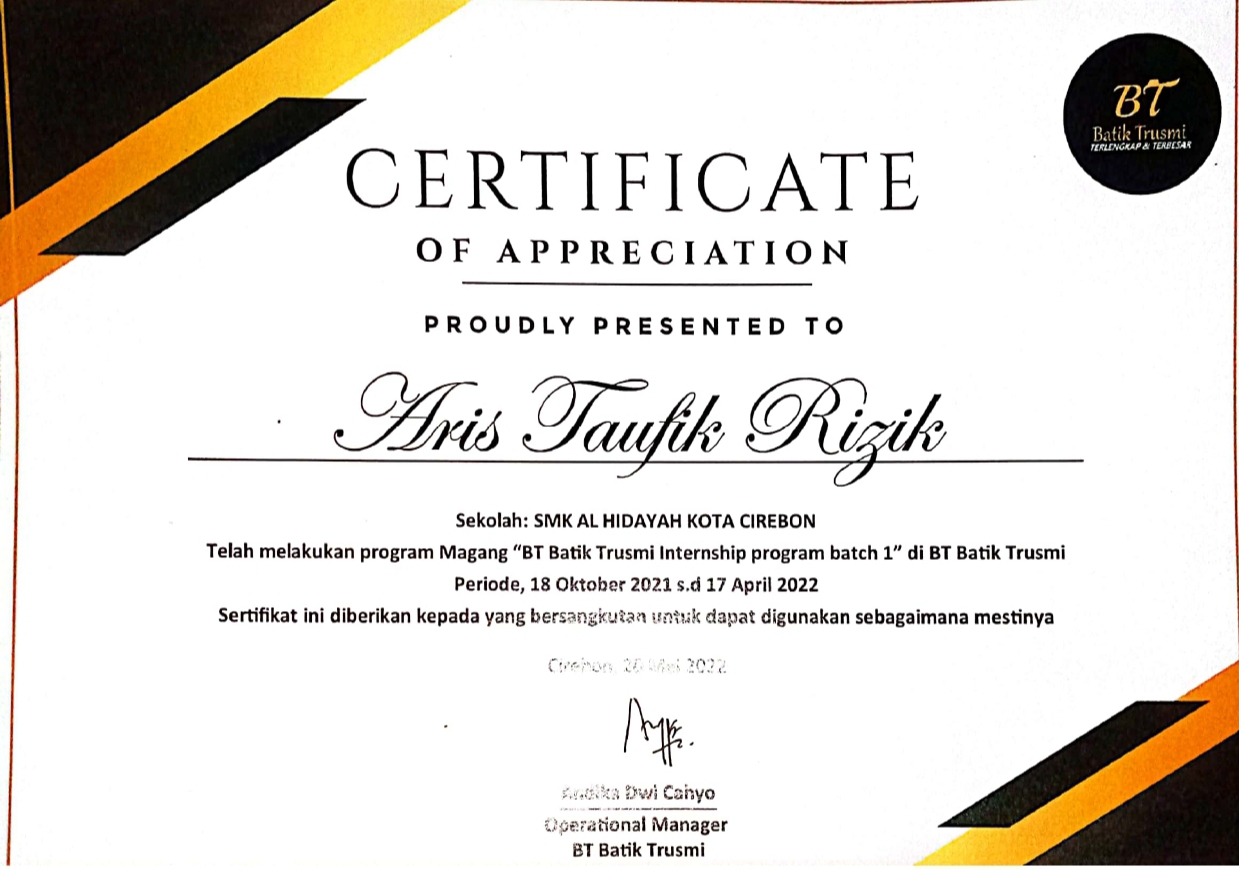 BT
Batik Trusmi
TERLENGKAP & TERBESAR
CERTIFICATE
OF APPRECIATION
PROUDLY PRESENTED TO
Aris Taufik Rizik
Sekolah: SMK AL HIDAYAH KOTA CIREBON
Telah melakukan program Magang “BT Batik Trusmi Internship program batch 1” di BT Batik Trusmi
Periode, 18 Oktober 2021 s.d 17 April 2022
Sertifikat ini diberikan kepada yang bersangkutan untuk dapat digunakan sebagaimana mestinya
Cirebon, Mei 2022
Dwi Cahyo
Operational Manager
BT Batik Trusmi